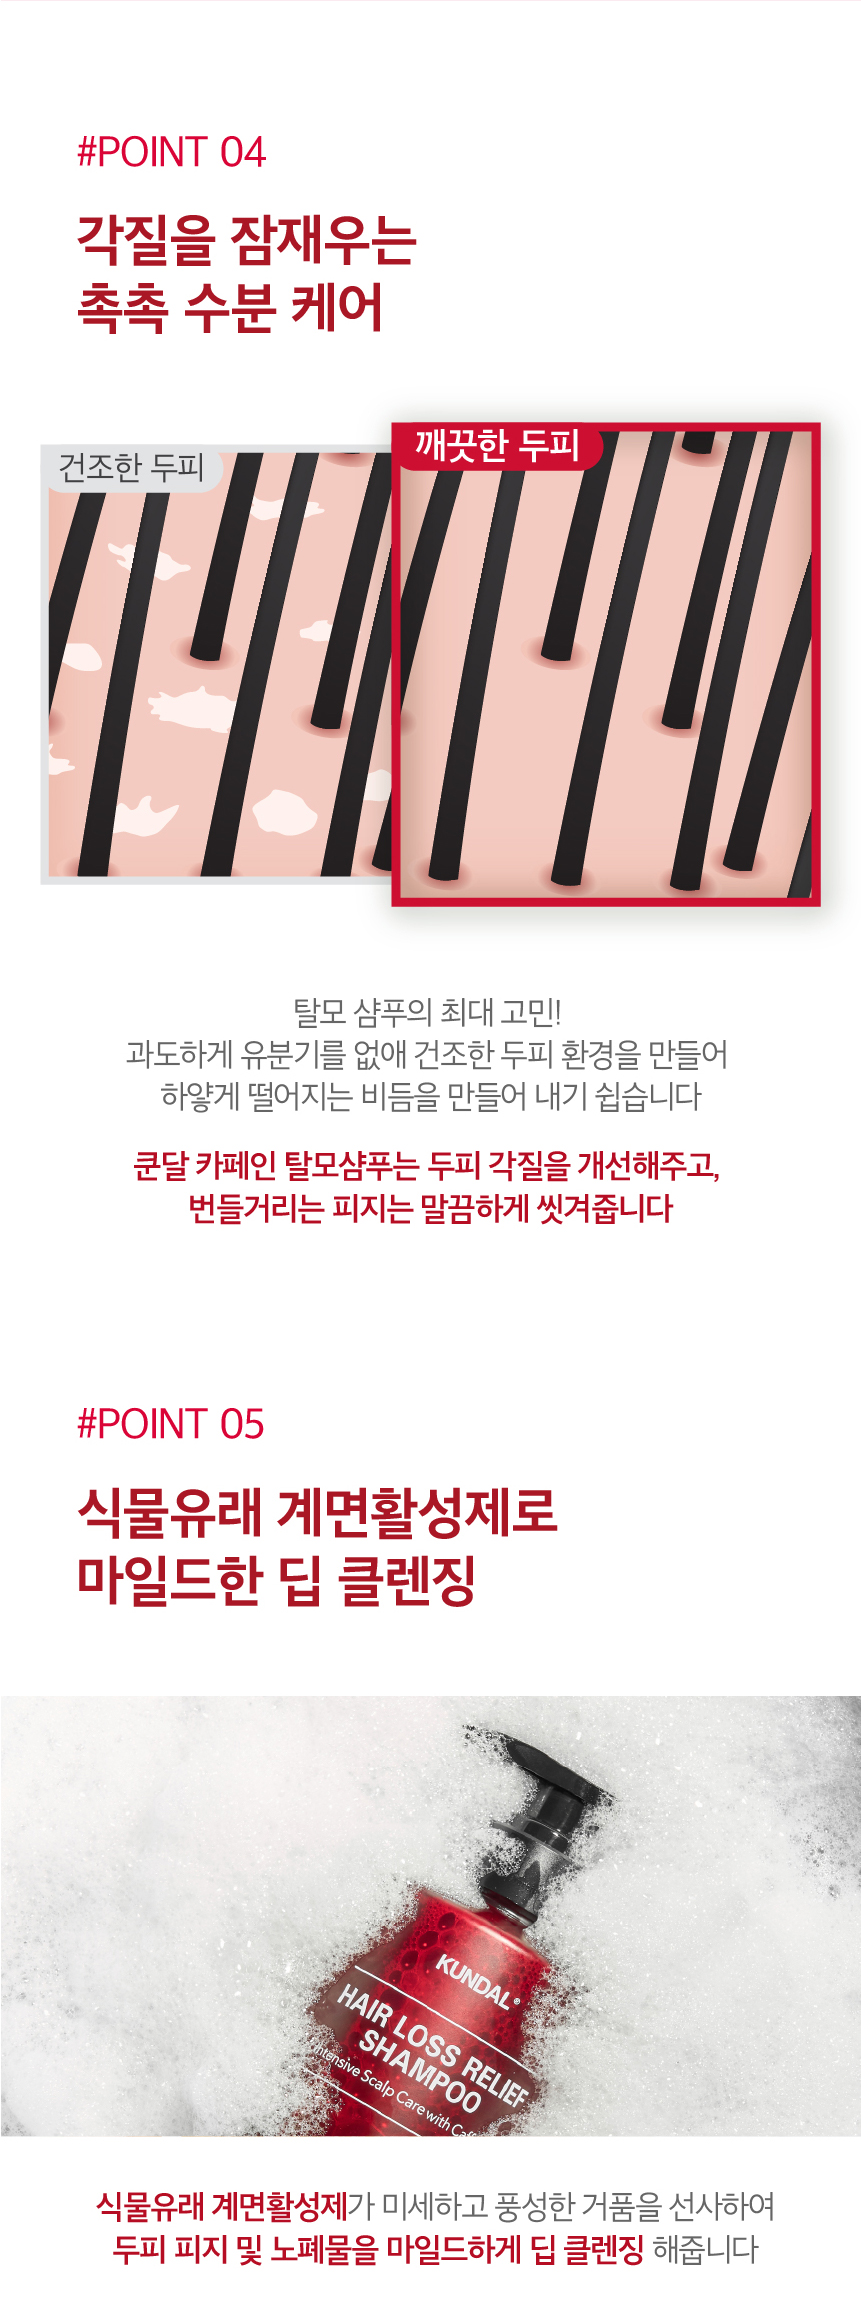 #POINT 04
각질을 잠재우는
촉촉 수분 케어
건조한 두피
깨끗한 두피
탈모 샴푸의 최대 고민!
과도하게 유분기를 없애 건조한 두피 환경을 만들어
하얗게 떨어지는 비듬을 만들어 내기 쉽습니다
쿤달 카페인 탈모샴푸는 두피 각질을 개선해주고,
번들거리는 피지는 말끔하게 씻겨줍니다
#POINT 05
식물유래 계면활성제로
마일드한 딥 클렌징
KUNDAL®
HAIR LOSS RELIEF
SHAMPOO
Intensive Scalp Care with
식물유래 계면활성제가 미세하고 풍성한 거품을 선사하여
두피 피지 및 노폐물을 마일드하게 딥 클렌징 해줍니다